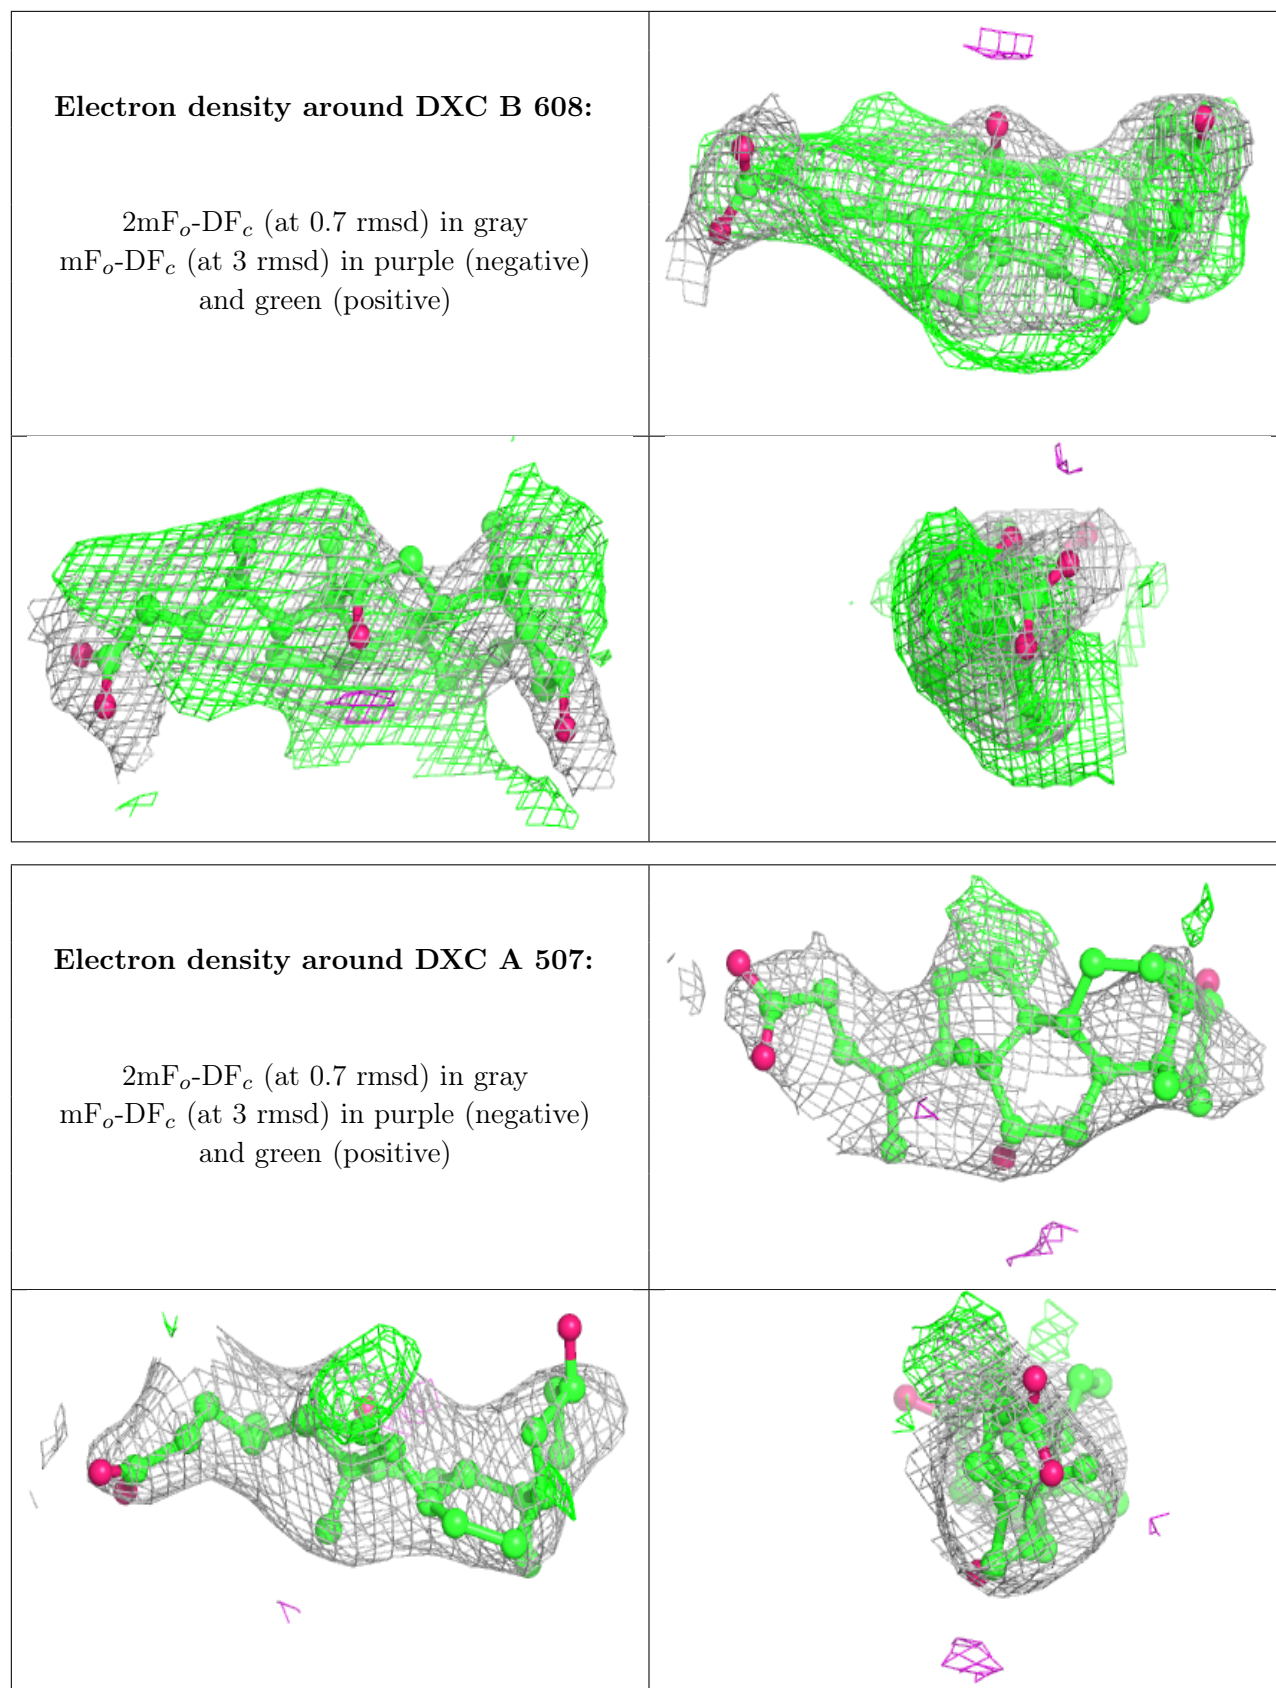 Electron density around DXC B 608:
2mFo-DFc (at 0.7 rmsd) in gray
mFo-DFc (at 3 rmsd) in purple (negative)
and green (positive)
Electron density around DXC A 507:
2mFo-DFc (at 0.7 rmsd) in gray
mFo-DFc (at 3 rmsd) in purple (negative)
and green (positive)